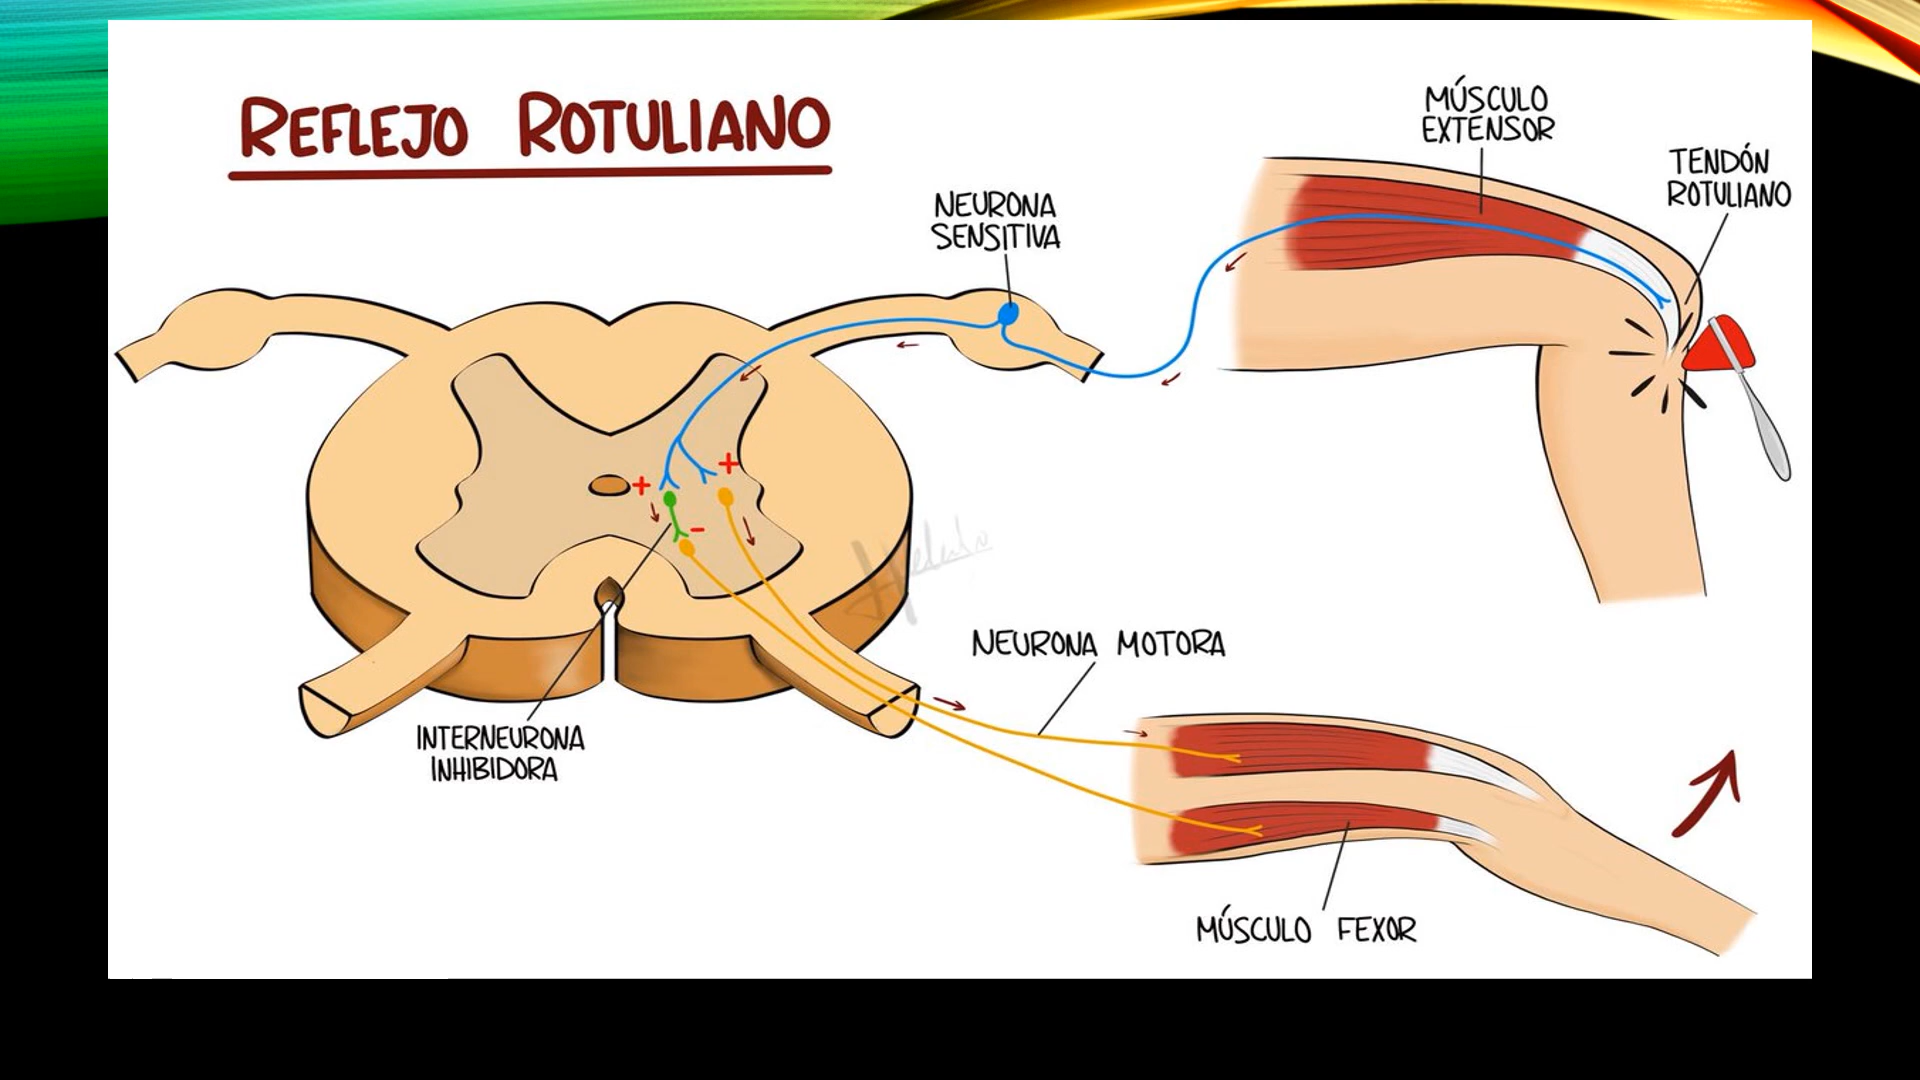 REFLEJO ROTULIANO
MÚSCULO
EXTENSOR
TENDÓN
ROTULIANO
NEURONA
SENSITIVA
+
+
-
NEURONA MOTORA
INTERNEURONA
INHIBIDORA
MÚSCULO FEXOR